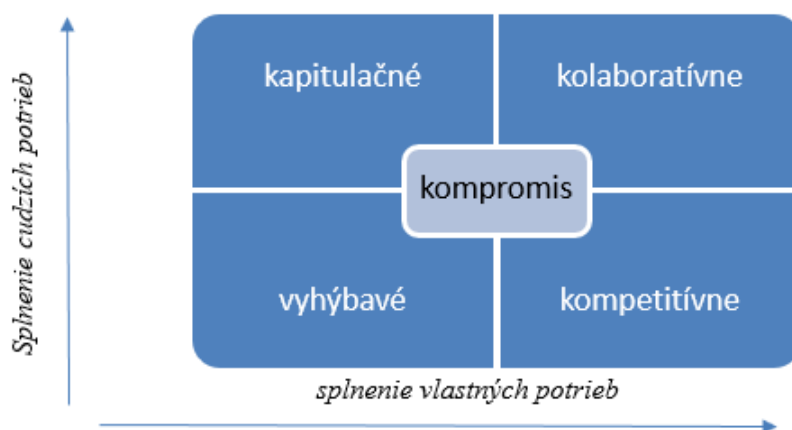 Splnenie cudzích potrieb
kapitulačné
kolaboratívne
kompromis
vyhýbavé
kompetitívne
splnenie vlastných potrieb